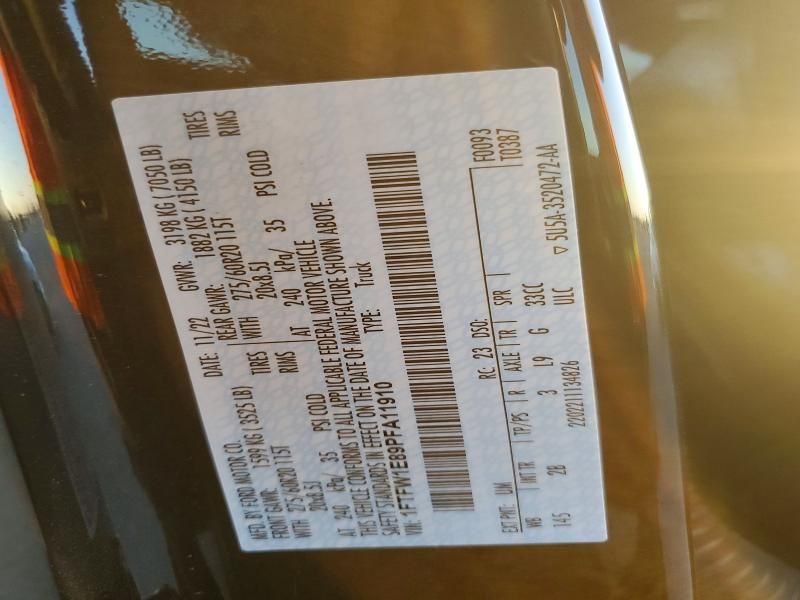 MFD. BY FORD MOTOR CO.
DATE: 11/22 GVWR: 3198 KG ( 7050 LB)
FRONT GAWR: 1599 KG ( 3525 LB) REAR GAWR: 1882 KG ( 4150 LB)
WITH 275/60R20 115T TIRES WITH 275/60R20 115T TIRES
20x8.5J RIMS 20x8.5J RIMS
AT 240 kPa/ 35 PSI COLD AT 240 kPa/ 35 PSI COLD
THIS VEHICLE CONFORMS TO ALL APPLICABLE FEDERAL MOTOR VEHICLE
SAFETY STANDARDS IN EFFECT ON THE DATE OF MANUFACTURE SHOWN ABOVE.
VIN: 1FTFW1E89PFA11910 TYPE: Truck
F0093
EXT PNT: UM RC: 23 DSO: T0387
WB INT TR TP/PS R AXLE TR SPR
145 2B 3 L9 G 33CC
2202211134826 ULC ▽ 5U5A-3520472-AA